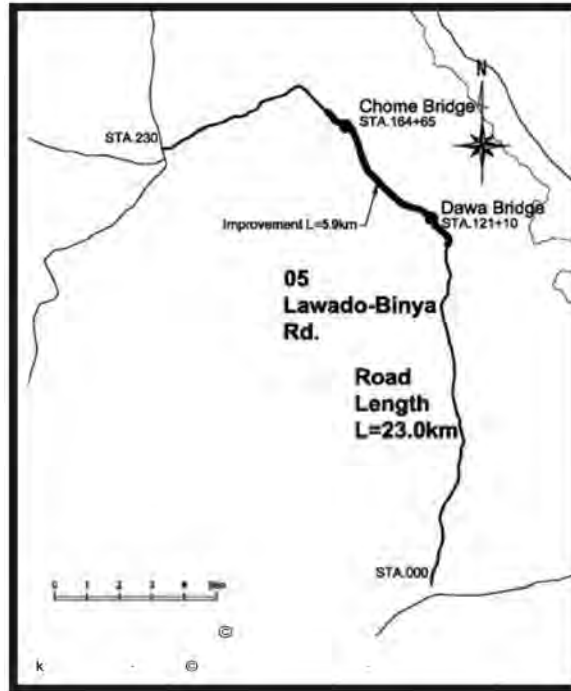 N
Chome Bridge
STA.164+65
STA.230
Dawa Bridge
STA.121+10
Improvement L=5.9km
05
Lawado-Binya
Rd.
Road
Length
L=23.0km
STA.000
0 1 2 3 4
©
k . ©